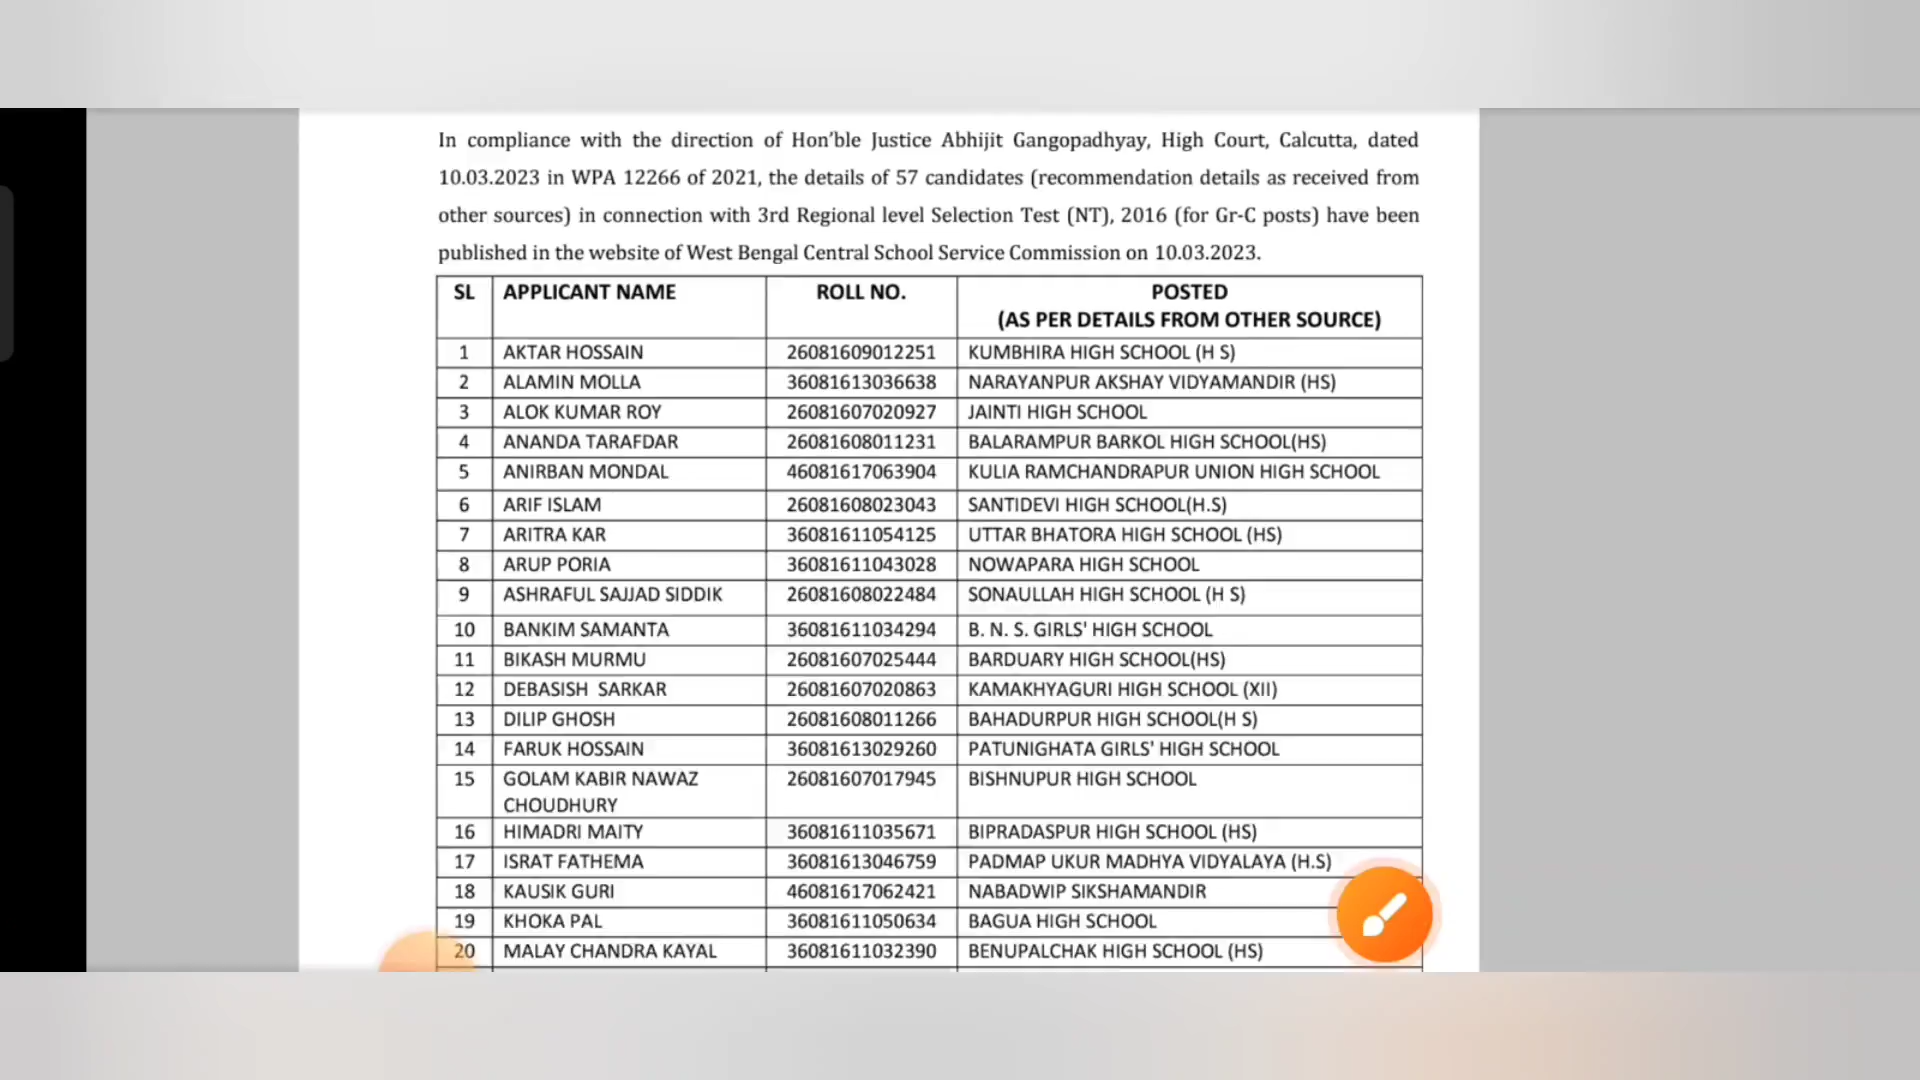 In compliance with the direction of Hon’ble Justice Abhijit Gangopadhyay, High Court, Calcutta, dated
10.03.2023 in WPA 12266 of 2021, the details of 57 candidates (recommendation details as received from
other sources) in connection with 3rd Regional level Selection Test (NT), 2016 (for Gr-C posts) have been
published in the website of West Bengal Central School Service Commission on 10.03.2023.
SL APPLICANT NAME ROLL NO. POSTED
(AS PER DETAILS FROM OTHER SOURCE)
1 AKTAR HOSSAIN 26081609012251 KUMBHIRA HIGH SCHOOL (H S)
2 ALAMIN MOLLA 36081613036638 NARAYANPUR AKSHAY VIDYAMANDIR (HS)
3 ALOK KUMAR ROY 26081607020927 JAINTI HIGH SCHOOL
4 ANANDA TARAFDAR 26081608011231 BALARAMPUR BARKOL HIGH SCHOOL(HS)
5 ANIRBAN MONDAL 46081617063904 KULIA RAMCHANDRAPUR UNION HIGH SCHOOL
6 ARIF ISLAM 26081608023043 SANTIDEVI HIGH SCHOOL(H.S)
7 ARITRA KAR 36081611054125 UTTAR BHATORA HIGH SCHOOL (HS)
8 ARUP PORIA 36081611043028 NOWAPARA HIGH SCHOOL
9 ASHRAFUL SAJJAD SIDDIK 26081608022484 SONAULLAH HIGH SCHOOL (H S)
10 BANKIM SAMANTA 36081611034294 B. N. S. GIRLS' HIGH SCHOOL
11 BIKASH MURMU 26081607025444 BARDUARY HIGH SCHOOL(HS)
12 DEBASISH SARKAR 26081607020863 KAMAKHYAGURI HIGH SCHOOL (XII)
13 DILIP GHOSH 26081608011266 BAHADURPUR HIGH SCHOOL(H S)
14 FARUK HOSSAIN 36081613029260 PATUNIGHATA GIRLS' HIGH SCHOOL
15 GOLAM KABIR NAWAZ 26081607017945 BISHNUPUR HIGH SCHOOL
CHOUDHURY
16 HIMADRI MAITY 36081611035671 BIPRADASPUR HIGH SCHOOL (HS)
17 ISRAT FATHEMA 36081613046759 PADMAP UKUR MADHYA VIDYALAYA (H.S)
18 KAUSIK GURI 46081617062421 NABADWIP SIKSHAMANDIR
19 KHOKA PAL 36081611050634 BAGUA HIGH SCHOOL
20 MALAY CHANDRA KAYAL 36081611032390 BENUPALCHAK HIGH SCHOOL (HS)